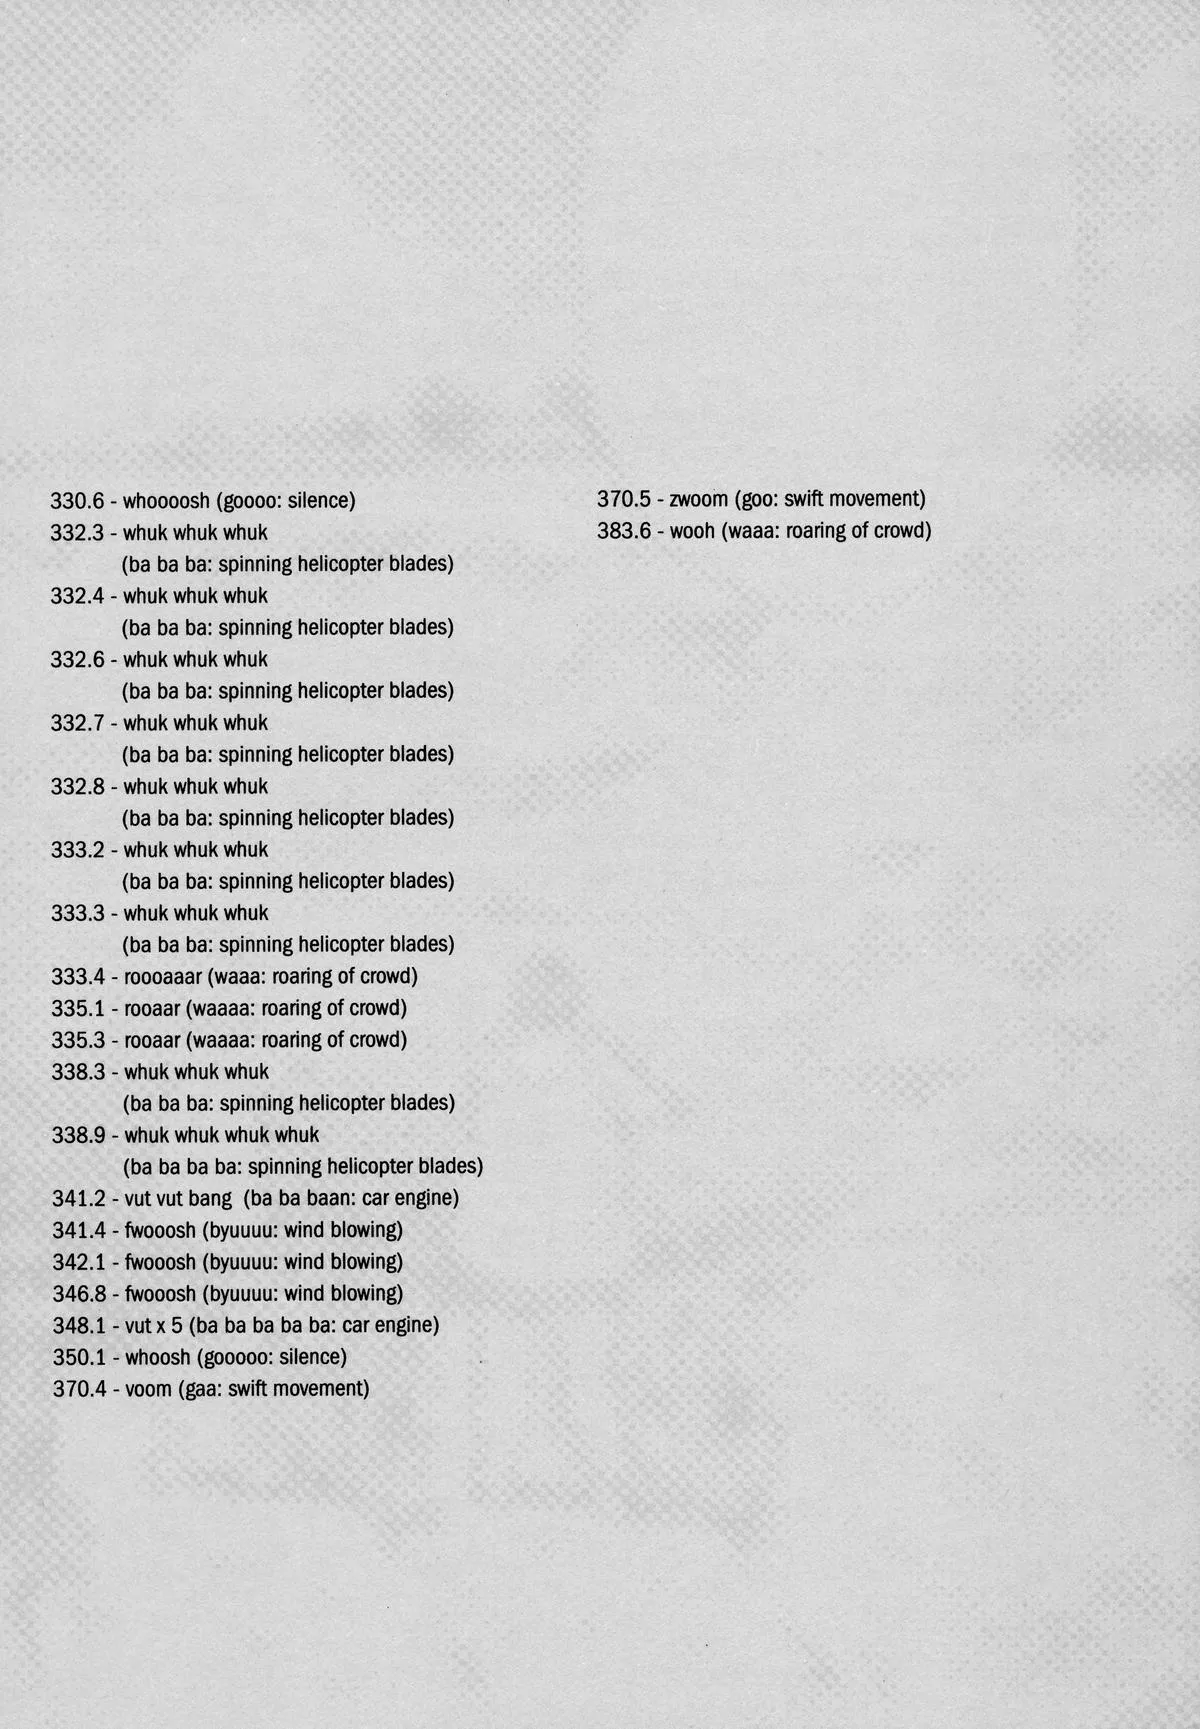 330.6 - whoooosh (goooo: silence)
332.3 - whuk whuk whuk
(ba ba ba: spinning helicopter blades)
332.4 - whuk whuk whuk
(ba ba ba: spinning helicopter blades)
332.6 - whuk whuk whuk
(ba ba ba: spinning helicopter blades)
332.7 - whuk whuk whuk
(ba ba ba: spinning helicopter blades)
332.8 - whuk whuk whuk
(ba ba ba: spinning helicopter blades)
333.2 - whuk whuk whuk
(ba ba ba: spinning helicopter blades)
333.3 - whuk whuk whuk
(ba ba ba: spinning helicopter blades)
333.4 - roooaaar (waaa: roaring of crowd)
335.1 - rooaar (waaaa: roaring of crowd)
335.3 - rooaar (waaaa: roaring of crowd)
338.3 - whuk whuk whuk
(ba ba ba: spinning helicopter blades)
338.9 - whuk whuk whuk whuk
(ba ba ba ba: spinning helicopter blades)
341.2 - vut vut bang  (ba ba baan: car engine)
341.4 - fwooosh (byuuuu: wind blowing)
342.1 - fwooosh (byuuuu: wind blowing)
346.8 - fwooosh (byuuuu: wind blowing)
348.1 - vut x 5 (ba ba ba ba ba: car engine)
350.1 - whoosh (gooooo: silence)
370.4 - voom (gaa: swift movement)
370.5 - zwoom (goo: swift movement)
383.6 - wooh (waaa: roaring of crowd)